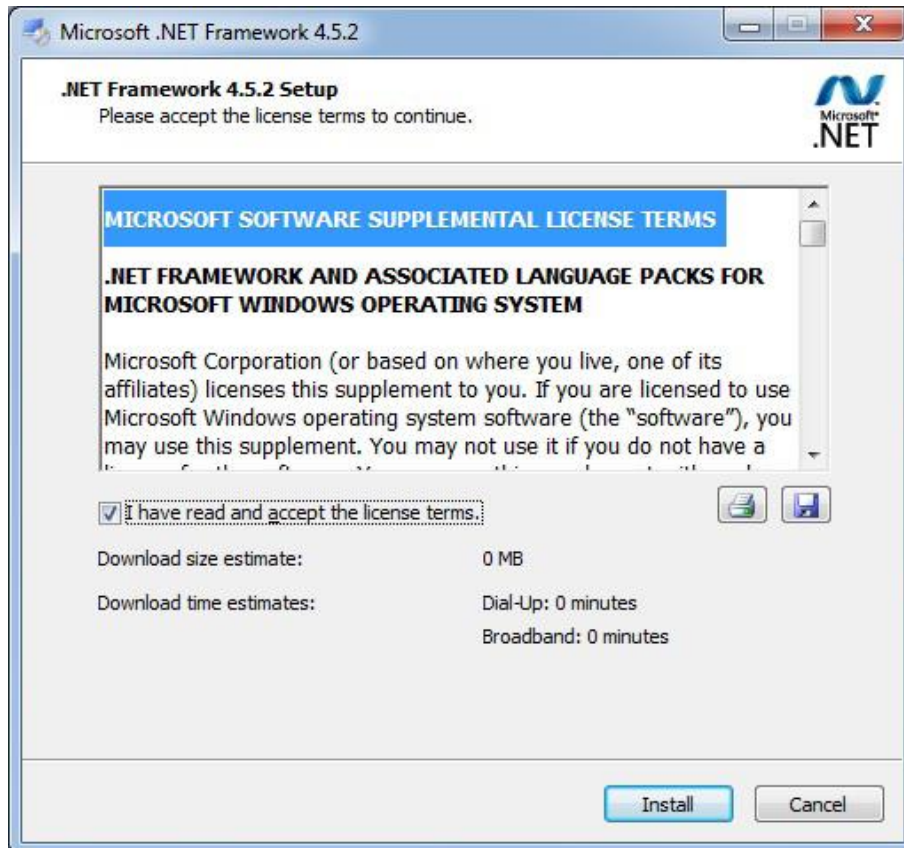 Microsoft .NET Framework 4.5.2
.NET Framework 4.5.2 Setup
Please accept the license terms to continue.
Microsoft®
.NET
MICROSOFT SOFTWARE SUPPLEMENTAL LICENSE TERMS
.NET FRAMEWORK AND ASSOCIATED LANGUAGE PACKS FOR
MICROSOFT WINDOWS OPERATING SYSTEM
Microsoft Corporation (or based on where you live, one of its
affiliates) licenses this supplement to you. If you are licensed to use
Microsoft Windows operating system software (the “software”), you
may use this supplement. You may not use it if you do not have a
I have read and accept the license terms.
Download size estimate: 0 MB
Download time estimates: Dial-Up: 0 minutes
Broadband: 0 minutes
Install Cancel